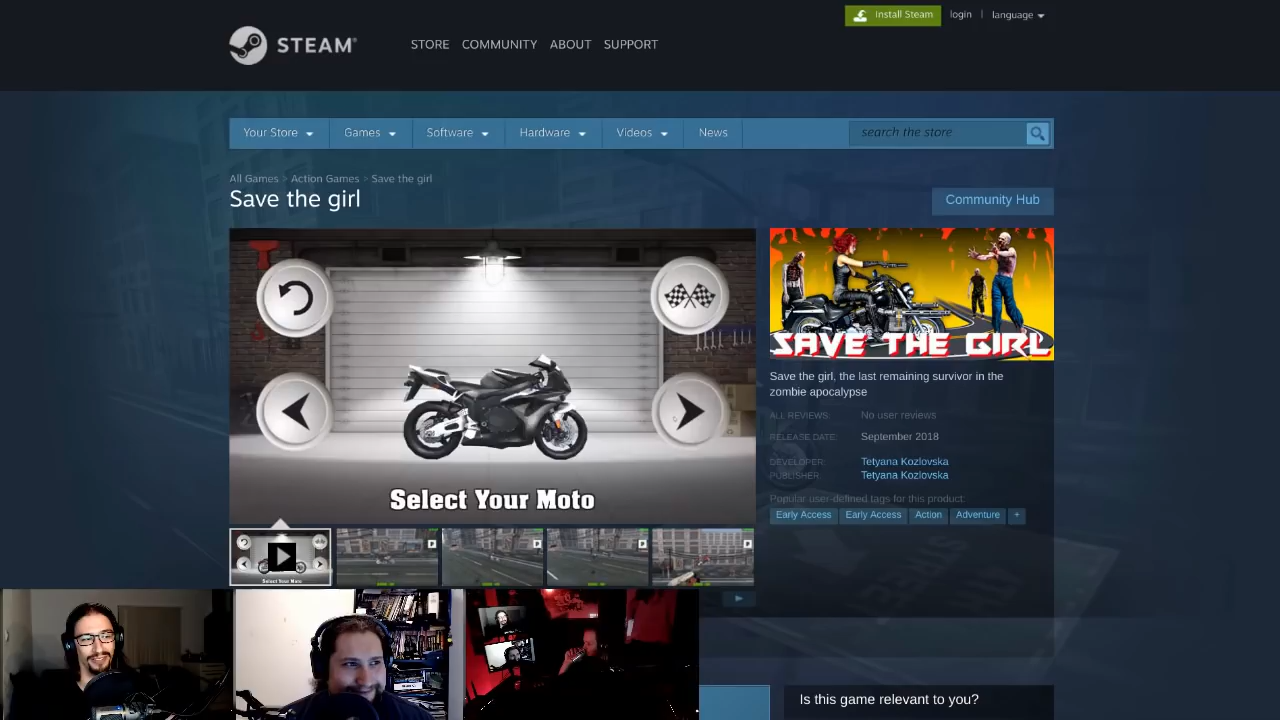 Install Steam
login
language
STEAM
STORE COMMUNITY ABOUT SUPPORT
Your Store Games Software Hardware Videos News
search the store
All Games > Action Games > Save the girl
Save the girl
Community Hub
Select Your Moto
Select Your Moto
SAVE THE GIRL
Save the girl, the last remaining survivor in the
zombie apocalypse
ALL REVIEWS: No user reviews
RELEASE DATE: September 2018
DEVELOPER: Tetyana Kozlovska
PUBLISHER: Tetyana Kozlovska
Popular user-defined tags for this product:
Early Access Early Access Action Adventure +
Is this game relevant to you?